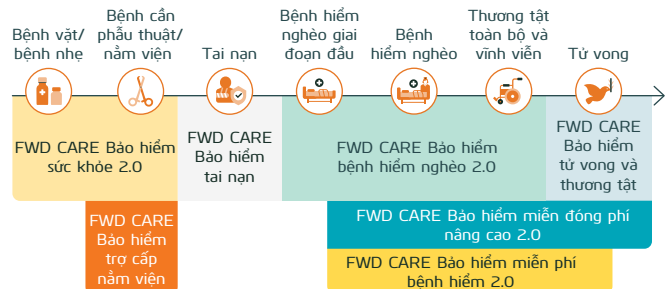 Bệnh vặt/
bệnh nhẹ
Bệnh cần
phẫu thuật/
nằm viện
Tai nạn
Bệnh hiểm
nghèo giai
đoạn đầu
Bệnh
hiểm nghèo
Thương tật
toàn bộ và
vĩnh viễn
Tử vong
FWD CARE Bảo hiểm
sức khỏe 2.0
FWD CARE
Bảo hiểm
tai nạn
FWD CARE Bảo hiểm
bệnh hiểm nghèo 2.0
FWD CARE
Bảo hiểm
tử vong và
thương tật
FWD CARE
Bảo hiểm
trợ cấp
nằm viện
FWD CARE Bảo hiểm miễn đóng phí
nâng cao 2.0
FWD CARE Bảo hiểm miễn phí
bệnh hiểm 2.0